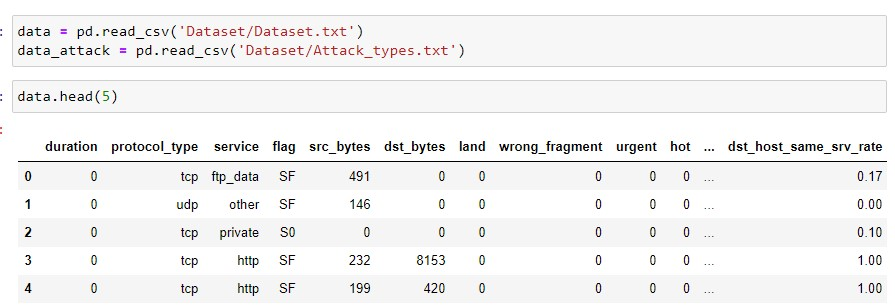 : data = pd.read_csv('Dataset/Dataset.txt')
data_attack = pd.read_csv('Dataset/Attack_types.txt')
: data.head(5)
:
duration protocol_type service flag src_bytes dst_bytes land wrong_fragment urgent hot ... dst_host_same_srv_rate
0 0 tcp ftp_data SF 491 0 0 0 0 0 ... 0.17
1 0 udp other SF 146 0 0 0 0 0 ... 0.00
2 0 tcp private S0 0 0 0 0 0 0 ... 0.10
3 0 tcp http SF 232 8153 0 0 0 0 ... 1.00
4 0 tcp http SF 199 420 0 0 0 0 ... 1.00